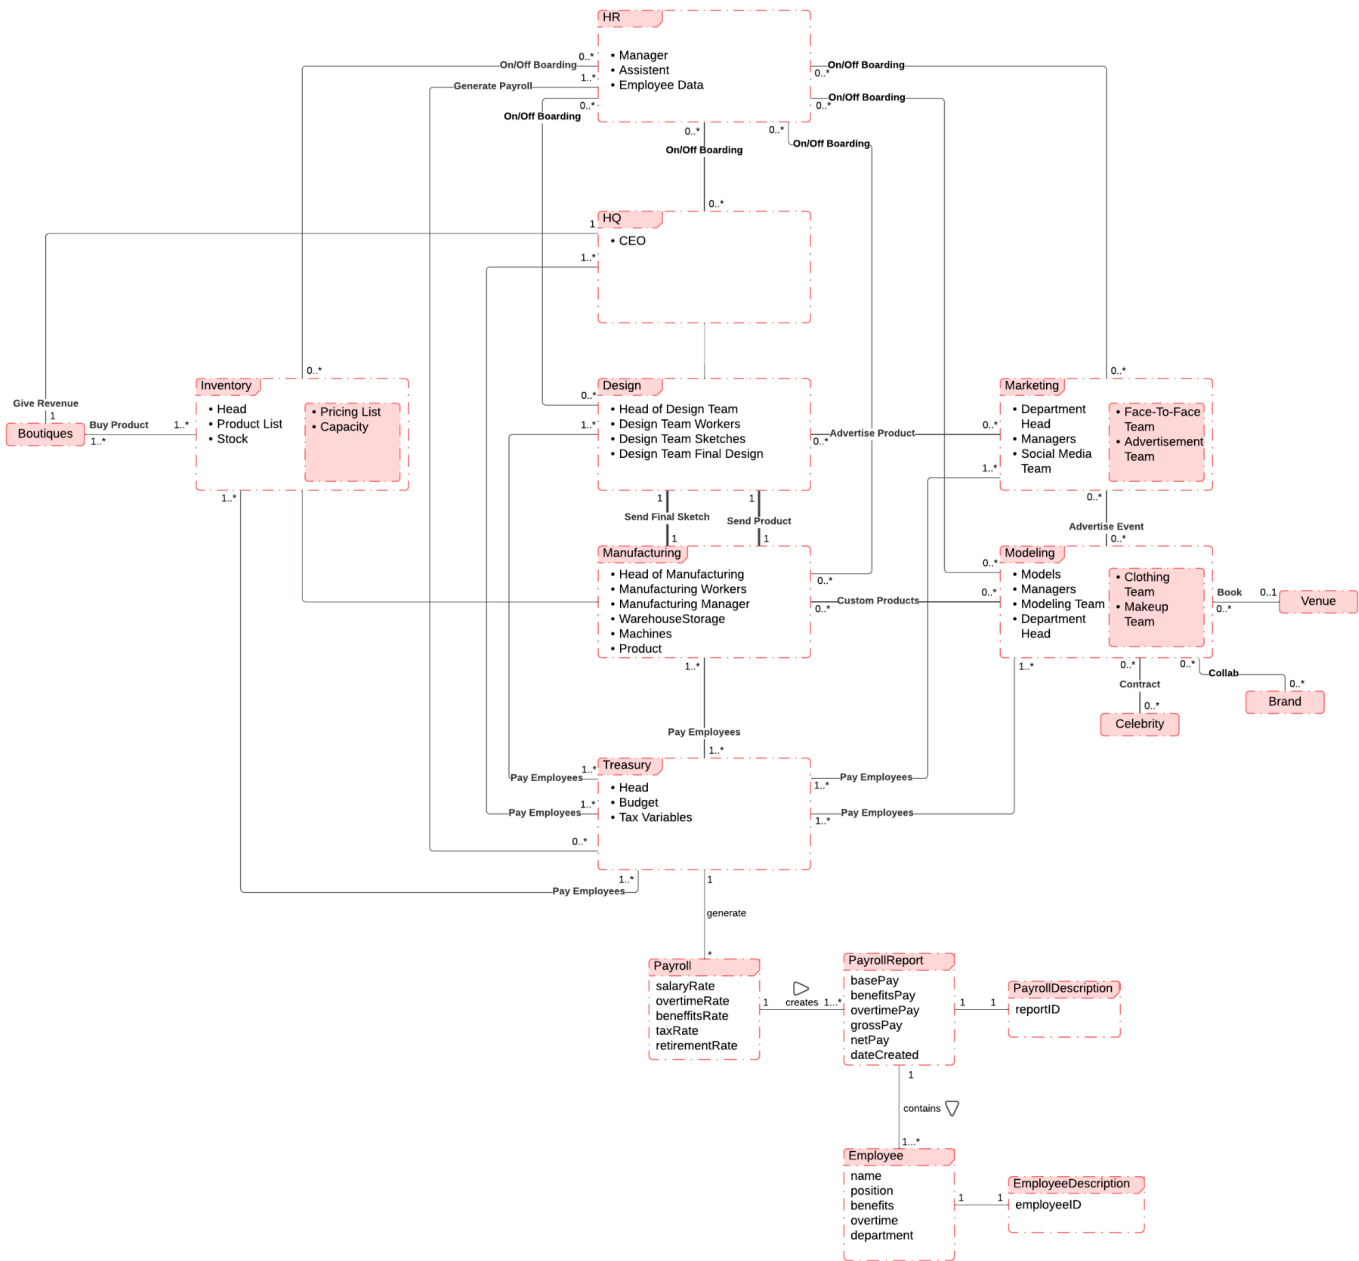 HR
• Manager
• Assistent
• Employee Data
0..*
On/Off Boarding
1..*
Generate Payroll
0..*
On/Off Boarding
On/Off Boarding
0..*
On/Off Boarding
0..*
0..*
On/Off Boarding
0..*
On/Off Boarding
0..*
HQ
• CEO
1
1..*
0..*
0..*
Inventory
• Head
• Product List
• Stock
• Pricing List
• Capacity
Give Revenue
1
Boutiques
Buy Product
1..*
1..*
1..*
Design
• Head of Design Team
• Design Team Workers
• Design Team Sketches
• Design Team Final Design
0..*
1..*
0..*
Advertise Product
0..*
1..*
Marketing
• Department
Head
• Managers
• Social Media
Team
• Face-To-Face
Team
• Advertisement
Team
1
Send Final Sketch
1
1
Send Product
1
0..*
Advertise Event
0..*
Manufacturing
• Head of Manufacturing
• Manufacturing Workers
• Manufacturing Manager
• WarehouseStorage
• Machines
• Product
0..*
0..*
Custom Products
0..*
0..*
Modeling
• Models
• Managers
• Modeling Team
• Department
Head
• Clothing
Team
• Makeup
Team
Book
0..*
0..1
Venue
1..*
0..*
Contract
0..*
Celebrity
0..*
Collab
0..*
Brand
1..*
Pay Employees
1..*
Treasury
• Head
• Budget
• Tax Variables
1..*
Pay Employees
1..*
Pay Employees
0..*
Pay Employees
1..*
Pay Employees
1..*
1..*
Pay Employees
1
generate
*
Payroll
salaryRate
overtimeRate
beneffitsRate
taxRate
retirementRate
1
creates
1...*
PayrollReport
basePay
benefitsPay
overtimePay
grossPay
netPay
dateCreated
1
1
PayrollDescription
reportID
1
contains
1...*
Employee
name
position
benefits
overtime
department
1
1
EmployeeDescription
employeeID